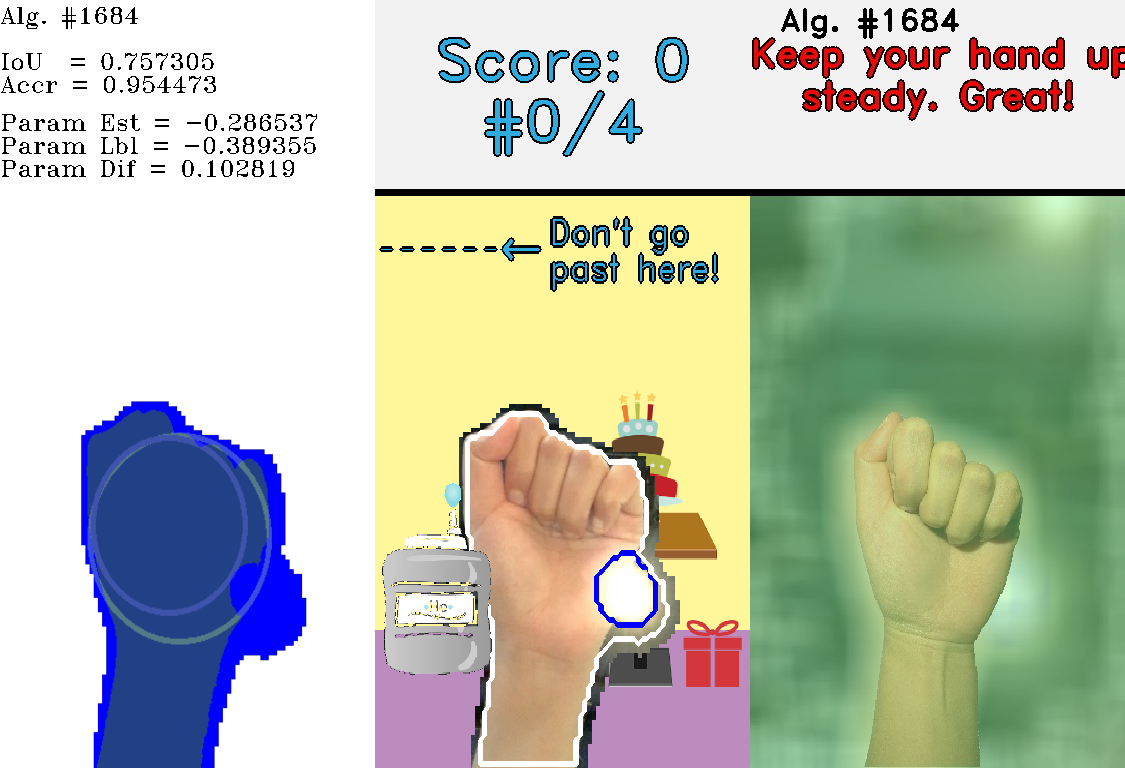 Alg. #1684
IoU = 0.757305
Accr = 0.954473
Param Est = −0.286537
Param Lbl = −0.389355
Param Dif = 0.102819
Score: 0
#0/4
Alg. #1684
Keep your hand up
steady. Great!
Don't go
past here!